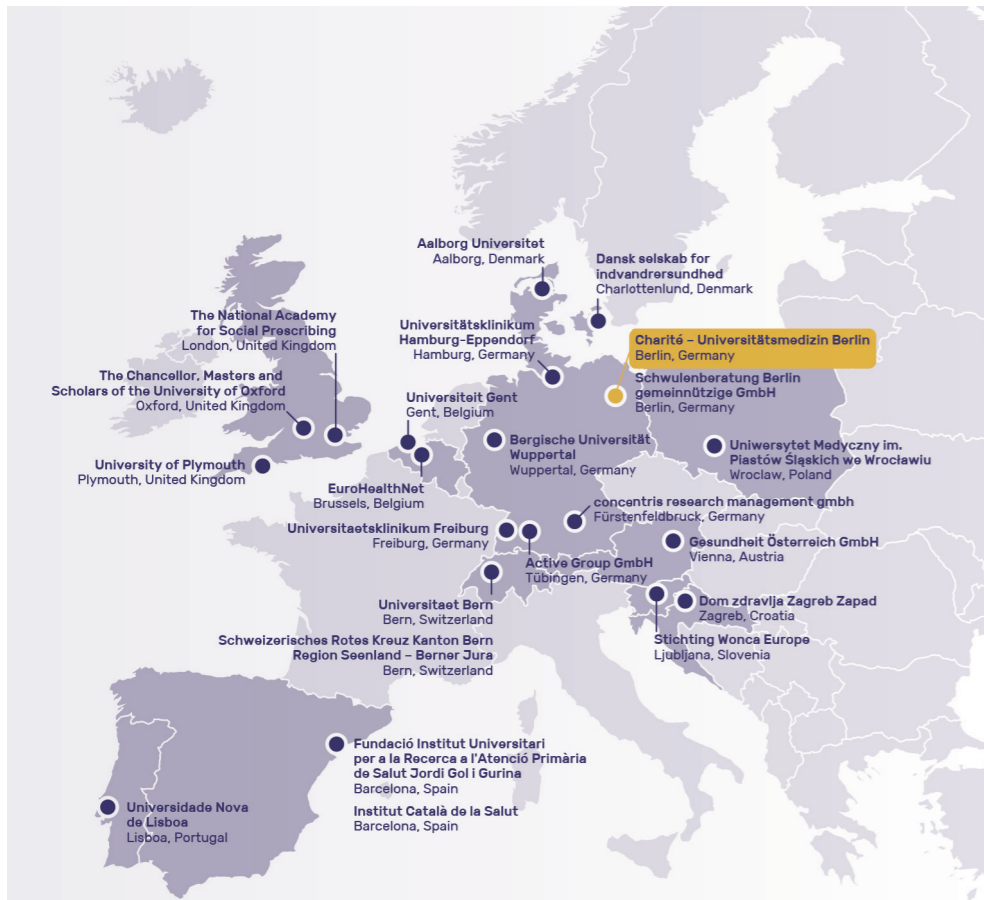 Aalborg Universitet
Aalborg, Denmark
Dansk selskab for
indvandrersundhed
Charlottenlund, Denmark
The National Academy
for Social Prescribing
London, United Kingdom
Universitätsklinikum
Hamburg-Eppendorf
Hamburg, Germany
Charité – Universitätsmedizin Berlin
Berlin, Germany
Schwulenberatung Berlin
gemeinnützige GmbH
Berlin, Germany
The Chancellor, Masters and
Scholars of the University of Oxford
Oxford, United Kingdom
Universiteit Gent
Gent, Belgium
Bergische Universität
Wuppertal
Wuppertal, Germany
Uniwersytet Medyczny im.
Piastów Śląskich we Wrocławiu
Wroclaw, Poland
University of Plymouth
Plymouth, United Kingdom
EuroHealthNet
Brussels, Belgium
concentris research management gmbh
Fürstenfeldbruck, Germany
Universitaetsklinikum Freiburg
Freiburg, Germany
Active Group GmbH
Tübingen, Germany
Gesundheit Österreich GmbH
Vienna, Austria
Universitaet Bern
Bern, Switzerland
Schweizerisches Rotes Kreuz Kanton Bern
Region Seenland – Berner Jura
Bern, Switzerland
Dom zdravlja Zagreb Zapad
Zagreb, Croatia
Stichting Wonca Europe
Ljubljana, Slovenia
Fundació Institut Universitari
per a la Recerca a l'Atenció Primària
de Salut Jordi Gol i Gurina
Barcelona, Spain
Institut Català de la Salut
Barcelona, Spain
Universidade Nova
de Lisboa
Lisboa, Portugal